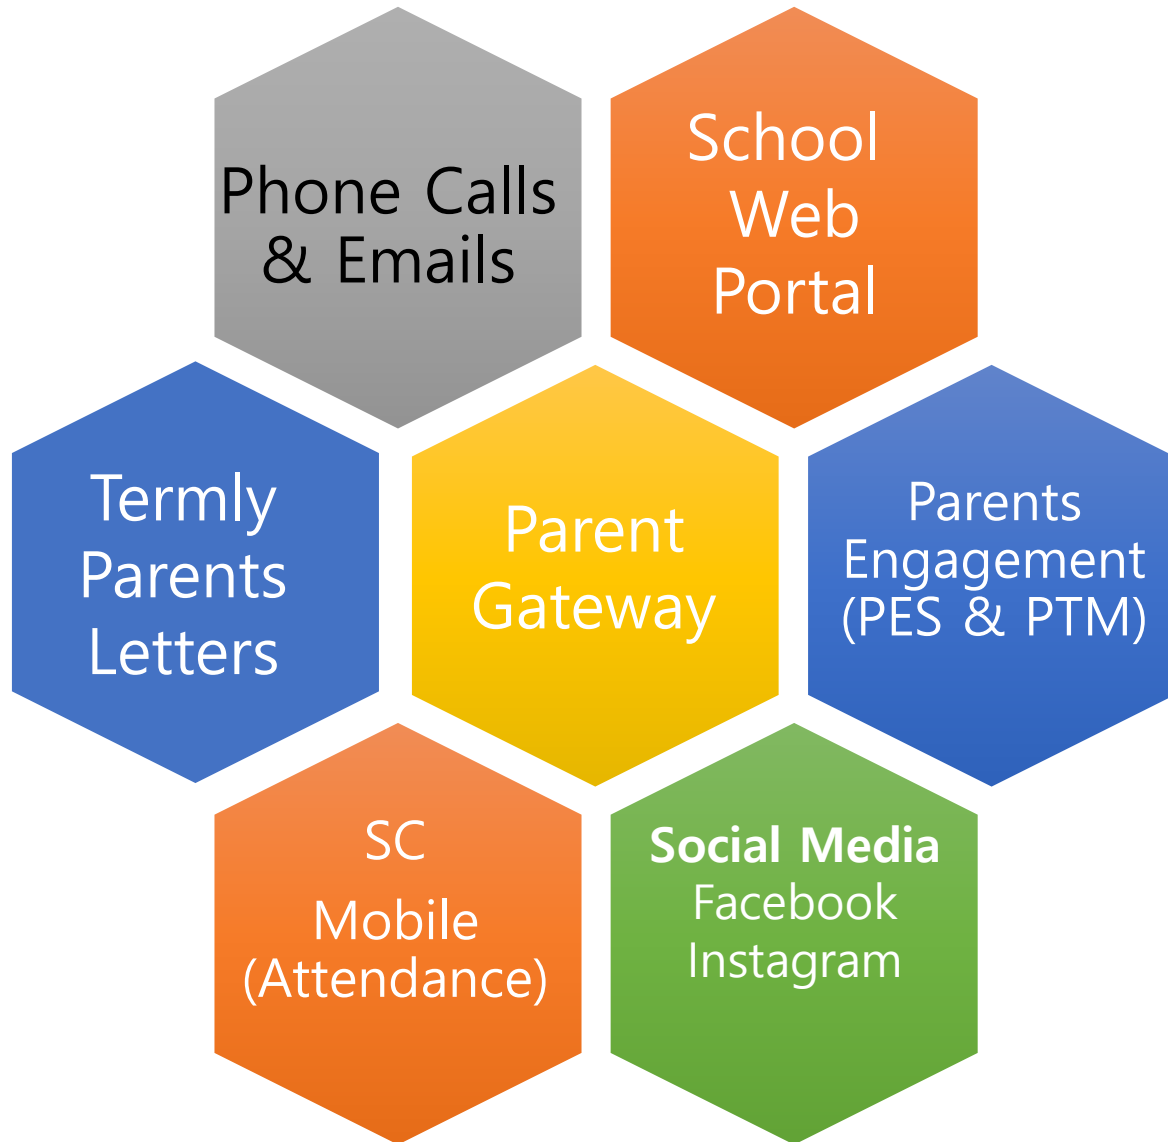 Phone Calls
& Emails
School
Web
Portal
Termly
Parents
Letters
Parent
Gateway
Parents
Engagement
(PES & PTM)
SC
Mobile
(Attendance)
Social Media
Facebook
Instagram